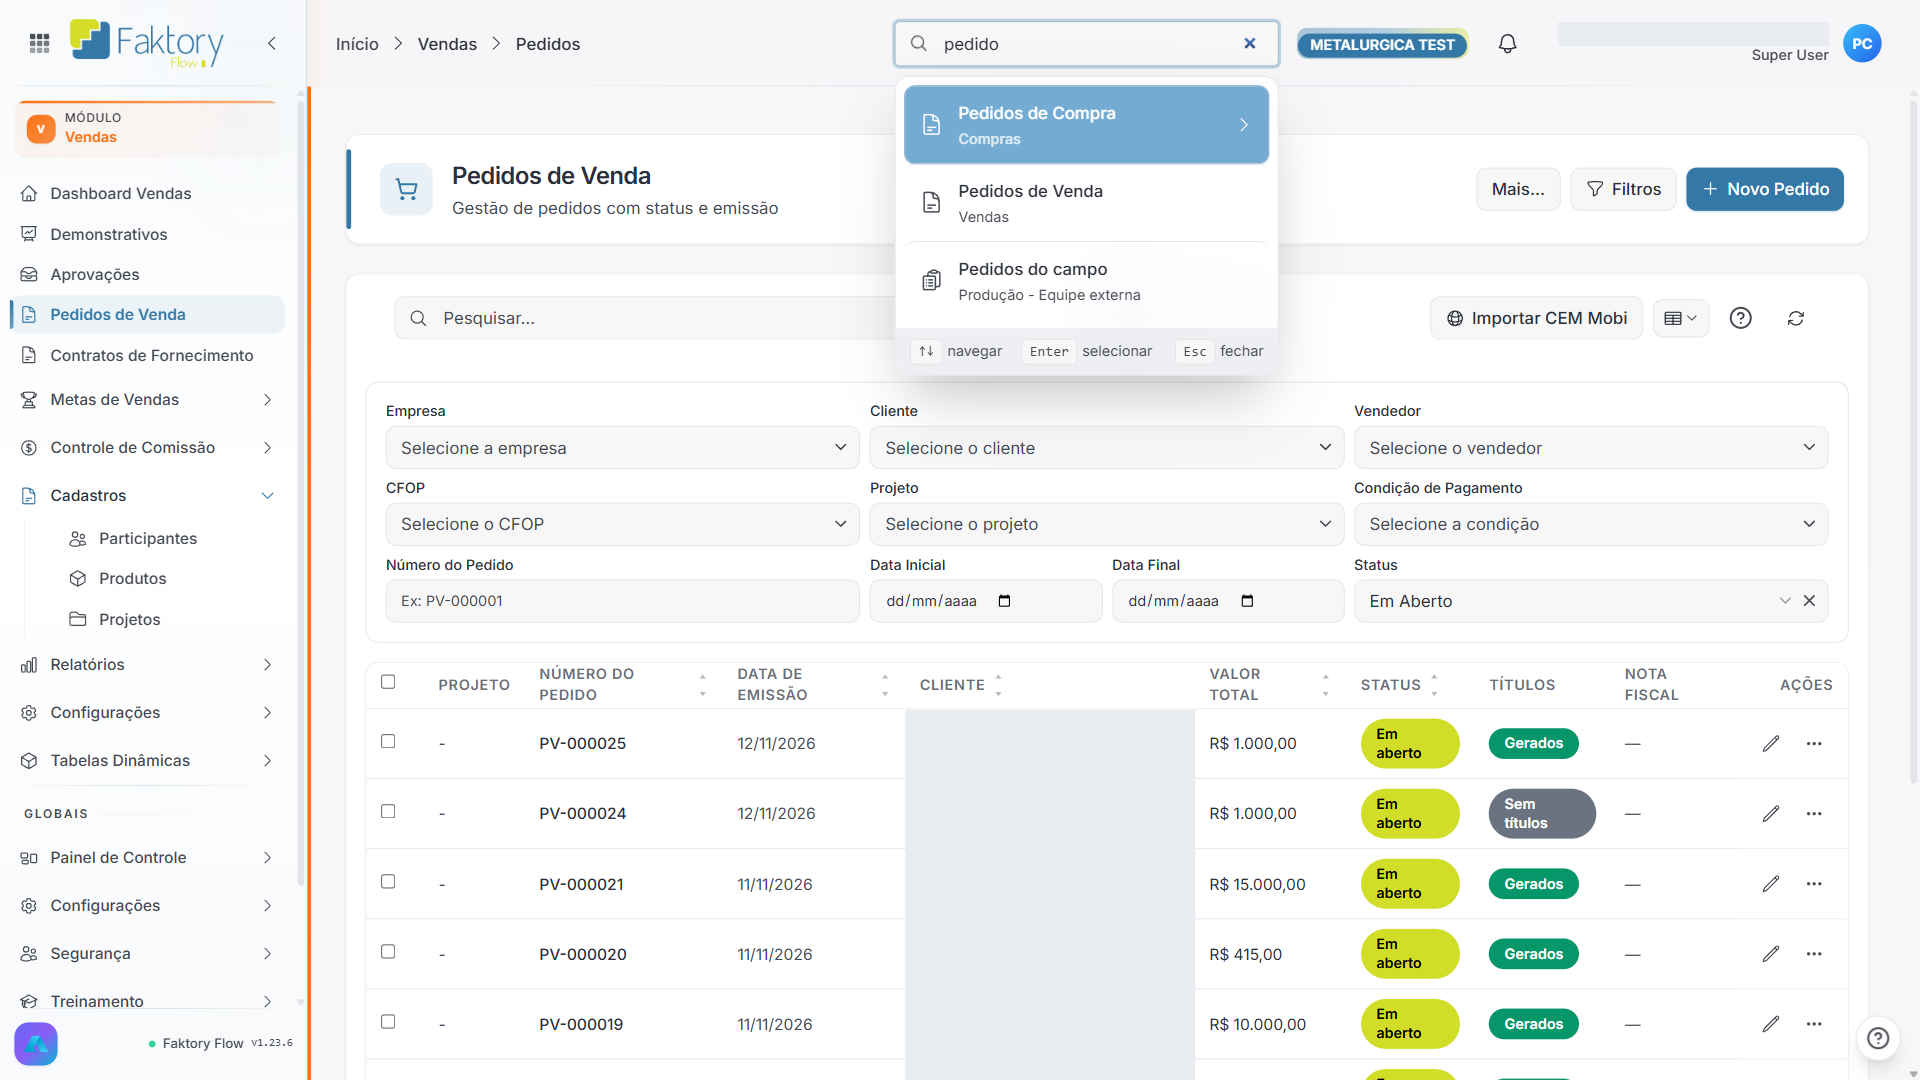 Faktory
Flow
Início > Vendas > Pedidos
pedido
METALURGICA TEST
Super User
PC
V
MÓDULO
Vendas
Dashboard Vendas
Demonstrativos
Aprovações
Pedidos de Venda
Contratos de Fornecimento
Metas de Vendas
Controle de Comissão
Cadastros
Participantes
Produtos
Projetos
Relatórios
Configurações
Tabelas Dinâmicas
GLOBAIS
Painel de Controle
Configurações
Segurança
Treinamento
Faktory Flow v1.23.6
Pedidos de Compra
Compras
Pedidos de Venda
Vendas
Pedidos do campo
Produção - Equipe externa
↑↓ navegar Enter selecionar Esc fechar
Pedidos de Venda
Gestão de pedidos com status e emissão
Mais... Filtros + Novo Pedido
Pesquisar...
Importar CEM Mobi
Empresa Cliente Vendedor
Selecione a empresa Selecione o cliente Selecione o vendedor
CFOP Projeto Condição de Pagamento
Selecione o CFOP Selecione o projeto Selecione a condição
Número do Pedido Data Inicial Data Final Status
Ex: PV-000001 dd/mm/aaaa dd/mm/aaaa Em Aberto
PROJETO NÚMERO DO PEDIDO DATA DE EMISSÃO CLIENTE VALOR TOTAL STATUS TÍTULOS NOTA FISCAL AÇÕES
- PV-000025 12/11/2026 R$ 1.000,00 Em aberto Gerados —
- PV-000024 12/11/2026 R$ 1.000,00 Em aberto Sem títulos —
- PV-000021 11/11/2026 R$ 15.000,00 Em aberto Gerados —
- PV-000020 11/11/2026 R$ 415,00 Em aberto Gerados —
- PV-000019 11/11/2026 R$ 10.000,00 Em aberto Gerados —